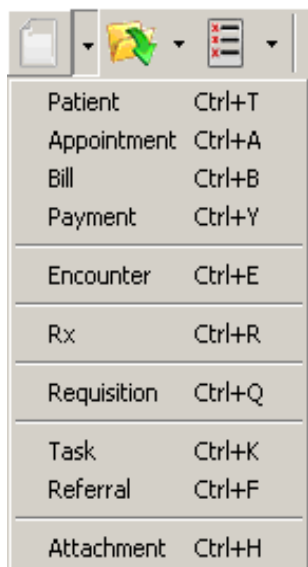 Patient Ctrl+T
Appointment Ctrl+A
Bill Ctrl+B
Payment Ctrl+Y
Encounter Ctrl+E
Rx Ctrl+R
Requisition Ctrl+Q
Task Ctrl+K
Referral Ctrl+F
Attachment Ctrl+H